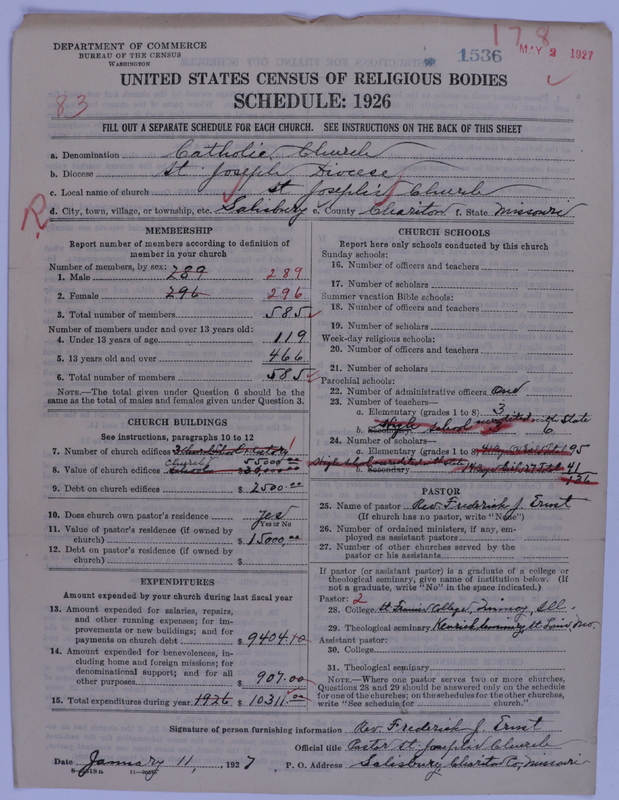 DEPARTMENT OF COMMERCE
BUREAU OF THE CENSUS
WASHINGTON
178
1536
MAY 2 1927
UNITED STATES CENSUS OF RELIGIOUS BODIES
SCHEDULE: 1926
83
FILL OUT A SEPARATE SCHEDULE FOR EACH CHURCH. SEE INSTRUCTIONS ON THE BACK OF THIS SHEET
a. Denomination Catholic Church
b. Diocese St Joseph Diocese
c. Local name of church St Joseph's Church
R
d. City, town, village, or township, etc. Salisbury e. County Chariton f. State Missouri
MEMBERSHIP
Report number of members according to definition of
member in your church
Number of members, by sex:
1. Male 289 289
2. Female 296 296
3. Total number of members 585
Number of members under and over 13 years old:
4. Under 13 years of age 119
5. 13 years old and over 466
6. Total number of members 585
NOTE.—The total given under Question 6 should be
same as the total of males and females given under Question 3.
CHURCH BUILDINGS
See instructions, paragraphs 10 to 12
7. Number of church edifices 1
Church 55000.00
8. Value of church edifices
9. Debt on church edifices $ 2500.00
10. Does church own pastor's residence yes
Yes or No
11. Value of pastor's residence (if owned by
church) $ 15000.00
12. Debt on pastor's residence (if owned by
church) $
EXPENDITURES
Amount expended by your church during last fiscal year
13. Amount expended for salaries, repairs,
and other running expenses; for im-
provements or new buildings; and for
payments on church debt $ 9404.10
14. Amount expended for benevolences, in-
cluding home and foreign missions; for
denominational support; and for all
other purposes $ 907.00
15. Total expenditures during year 1926 $ 10311.00
CHURCH SCHOOLS
Report here only schools conducted by this church
Sunday schools:
16. Number of officers and teachers
17. Number of scholars
Summer vacation Bible schools:
18. Number of officers and teachers
19. Number of scholars
Week-day religious schools:
20. Number of officers and teachers
21. Number of scholars
Parochial schools:
22. Number of administrative officers One
23. Number of teachers—
a. Elementary (grades 1 to 8) 3
High school accredited with State
b. Secondary 6
24. Number of scholars—
a. Elementary (grades 1 to 8) 95
b. Secondary 41
136
PASTOR
25. Name of pastor Rev. Frederick J. Ernst
(If church has no pastor, write "None")
26. Number of ordained ministers, if any, em-
ployed as assistant pastors
27. Number of other churches served by the
pastor or his assistants
If pastor (or assistant pastor) is a graduate of a college or
theological seminary, give name of institution below. (If
not a graduate, write "No" in the space indicated.)
Pastor: 2
28. College St Francis College, Quincy, Ill.
29. Theological seminary Kenrick Seminary, St Louis, Mo.
Assistant pastor:
30. College
31. Theological seminary
NOTE.—Where one pastor serves two or more churches,
Questions 28 and 29 should be answered only on the schedule
for one of the churches; on the schedules for the other churches,
write "See schedule for church."
Signature of person furnishing information Rev. Frederick J. Ernst
Official title Pastor St Joseph's Church
Date January 11, 1927 P. O. Address Salisbury Chariton Co, Missouri